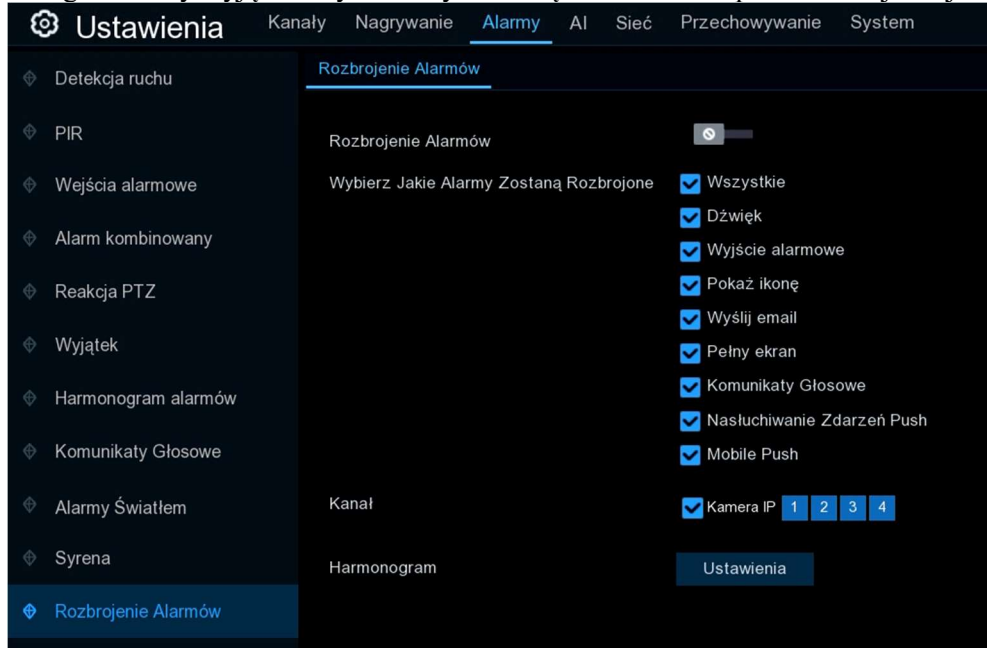 Ustawienia Kanały Nagrywanie Alarmy AI Sieć Przechowywanie System
Detekcja ruchu
PIR
Wejścia alarmowe
Alarm kombinowany
Reakcja PTZ
Wyjątek
Harmonogram alarmów
Komunikaty Głosowe
Alarmy Światłem
Syrena
Rozbrojenie Alarmów
Rozbrojenie Alarmów
Rozbrojenie Alarmów
Wybierz Jakie Alarmy Zostaną Rozbrojone Wszystkie
Dźwięk
Wyjście alarmowe
Pokaż ikonę
Wyślij email
Pełny ekran
Komunikaty Głosowe
Nasłuchiwanie Zdarzeń Push
Mobile Push
Kanał Kamera IP 1 2 3 4
Harmonogram Ustawienia